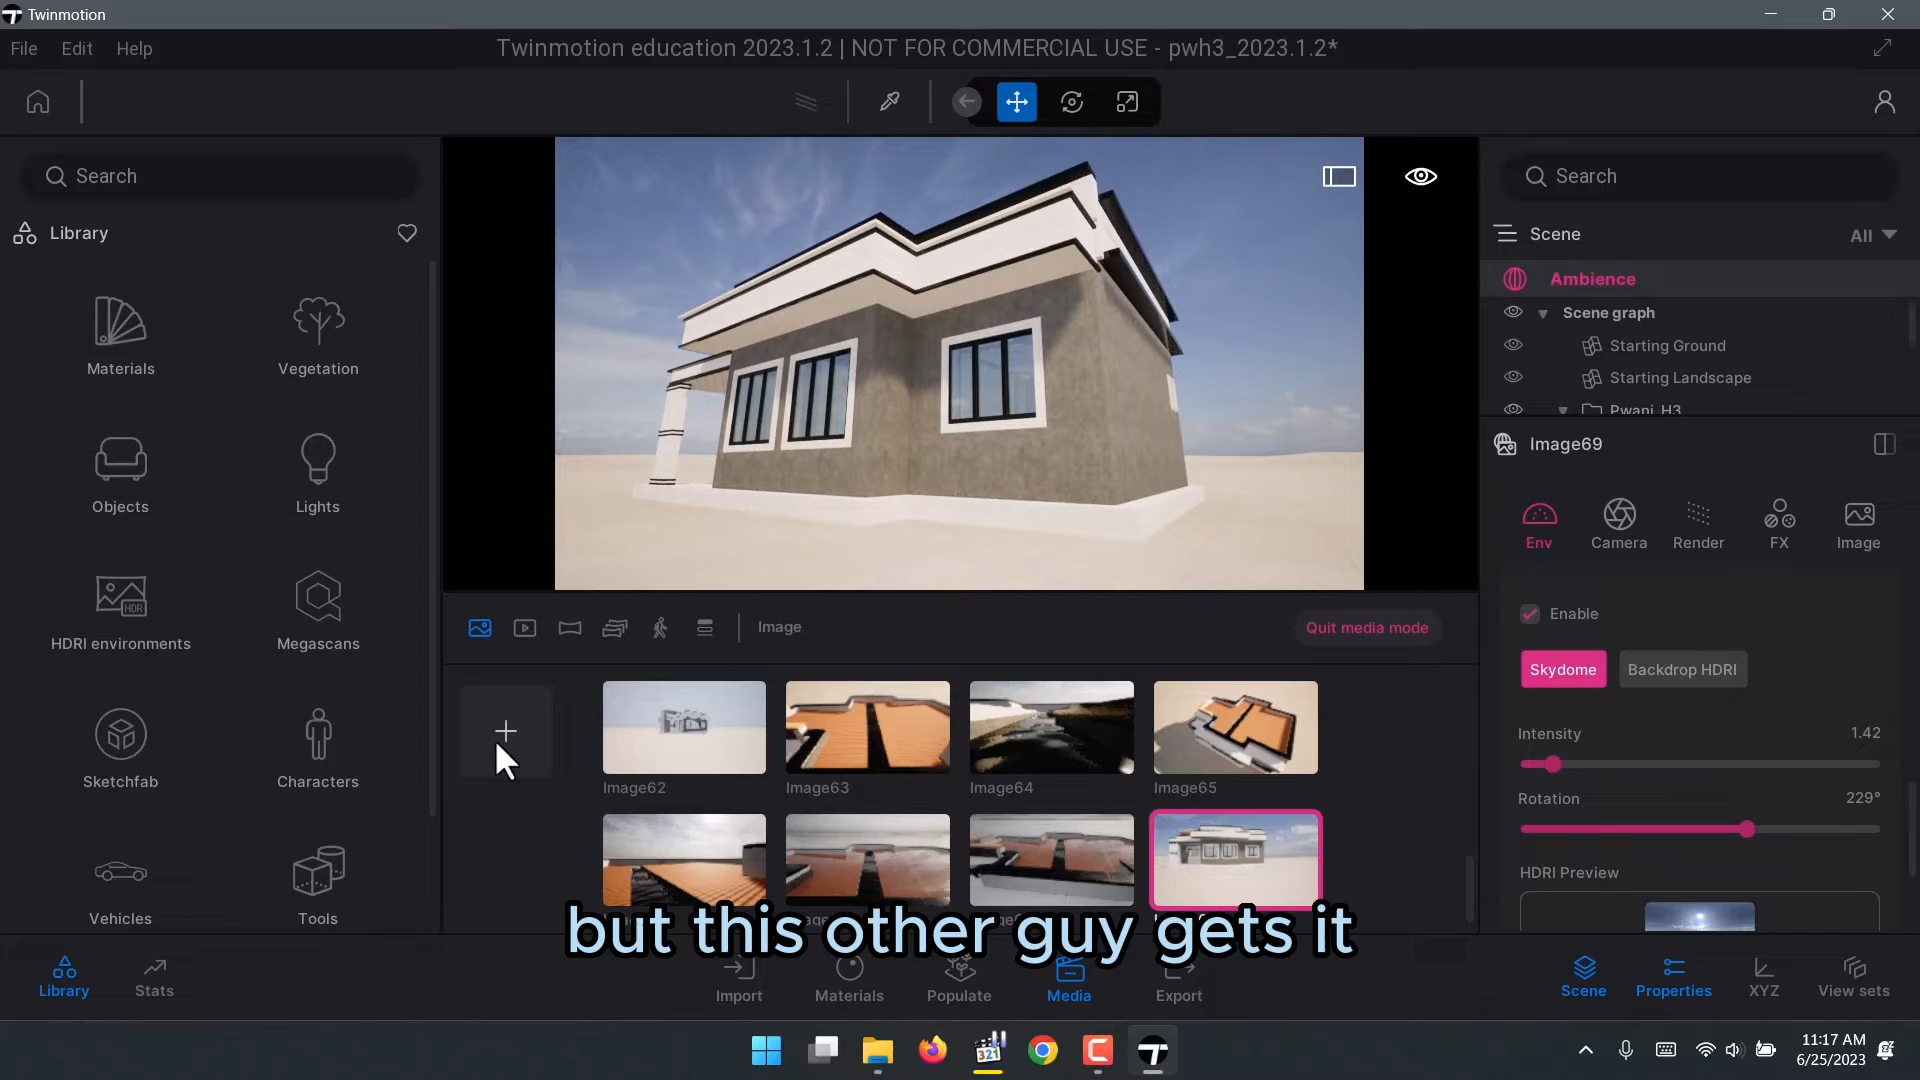 Twinmotion
File Edit Help
Twinmotion education 2023.1.2 | NOT FOR COMMERCIAL USE - pwh3_2023.1.2*
Search
Library
Materials
Vegetation
Objects
Lights
HDR
HDRI environments
Megascans
Sketchfab
Characters
Vehicles
Tools
Library
Stats
Image
Quit media mode
Image62
Image63
Image64
Image65
but this other guy gets it
Import
Materials
Populate
Media
Export
Search
Scene
All
Ambience
Scene graph
Starting Ground
Starting Landscape
Pwani_H3
Image69
Env
Camera
Render
FX
Image
Enable
Skydome
Backdrop HDRI
Intensity 1.42
Rotation 229°
HDRI Preview
Scene
Properties
XYZ
View sets
321
11:17 AM
6/25/2023